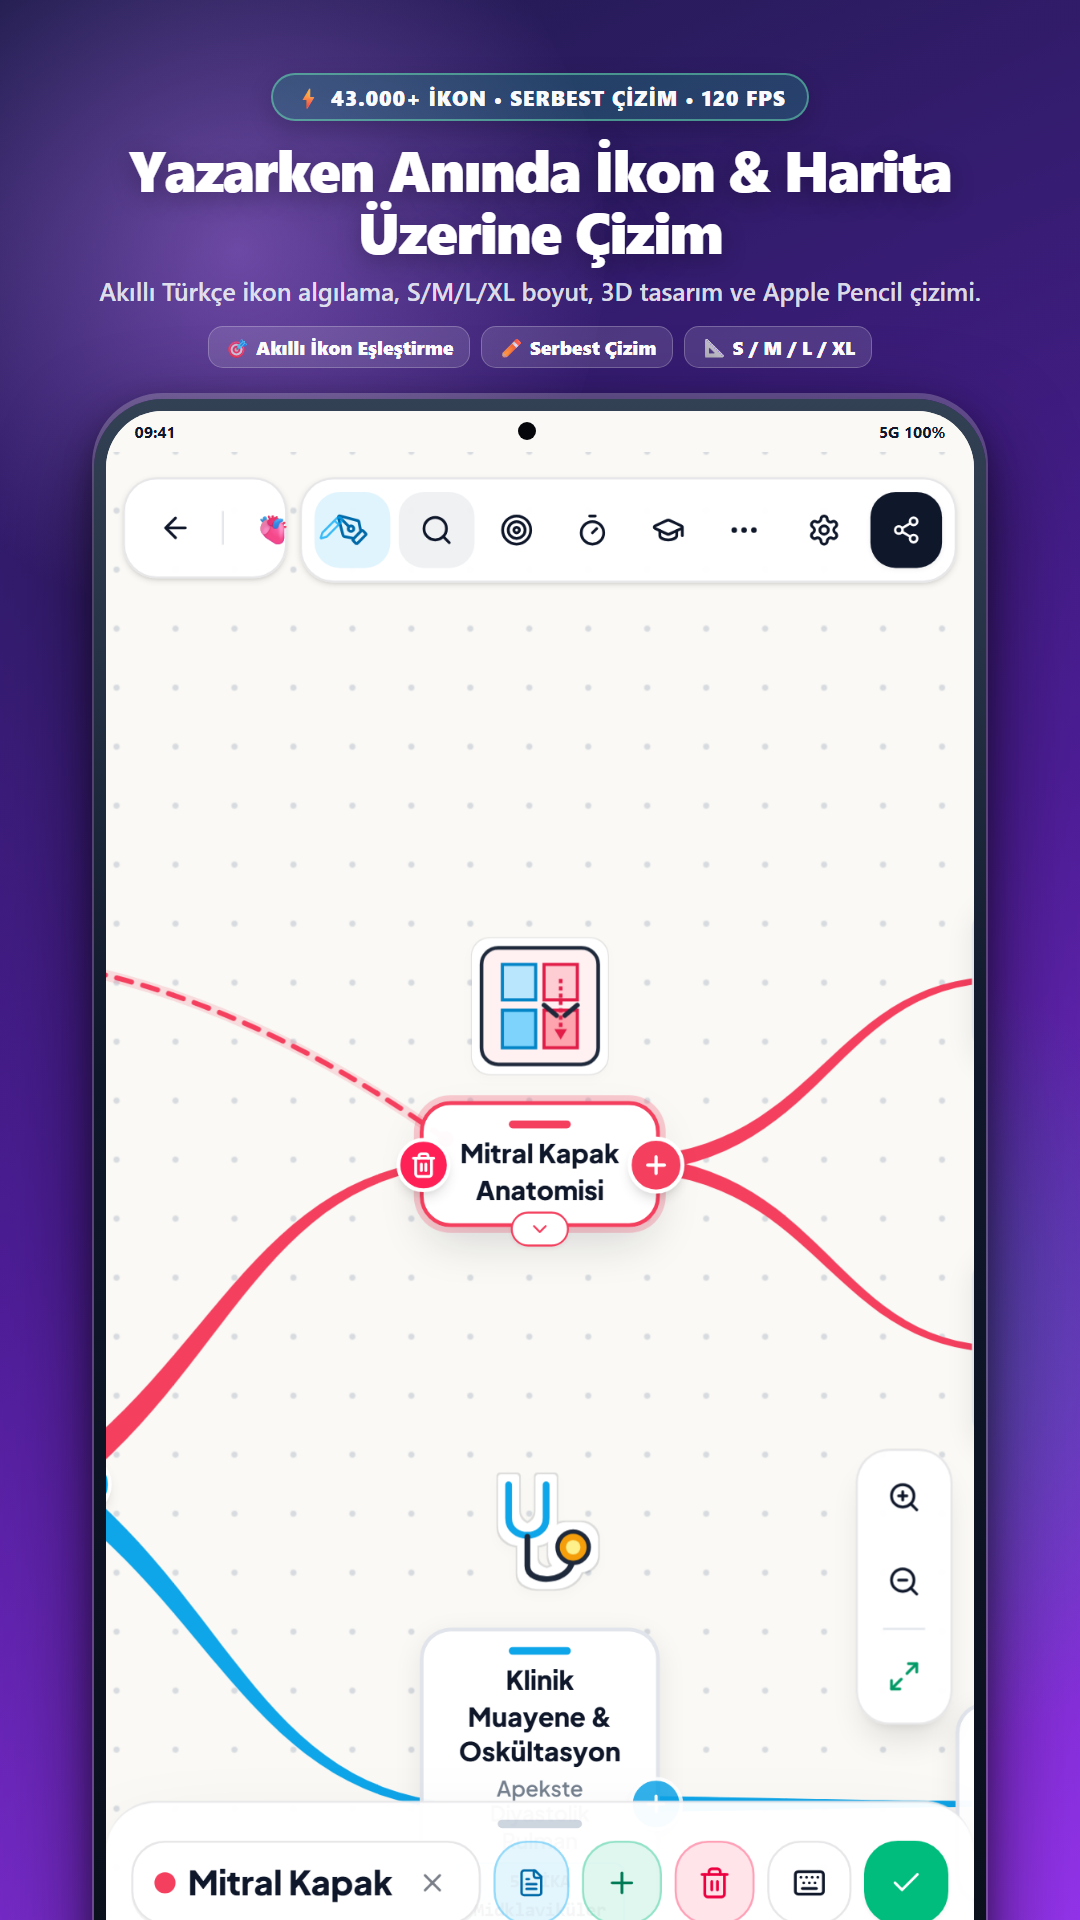 43.000+ İKON • SERBEST ÇİZİM • 120 FPS
Yazarken Anında İkon & Harita
Üzerine Çizim
Akıllı Türkçe ikon algılama, S/M/L/XL boyut, 3D tasarım ve Apple Pencil çizimi.
Akıllı İkon Eşleştirme
Serbest Çizim
S / M / L / XL
09:41
5G 100%
Mitral Kapak
Anatomisi
Klinik
Muayene &
Oskültasyon
Apekste
Diyastolik
Mitral Kapak